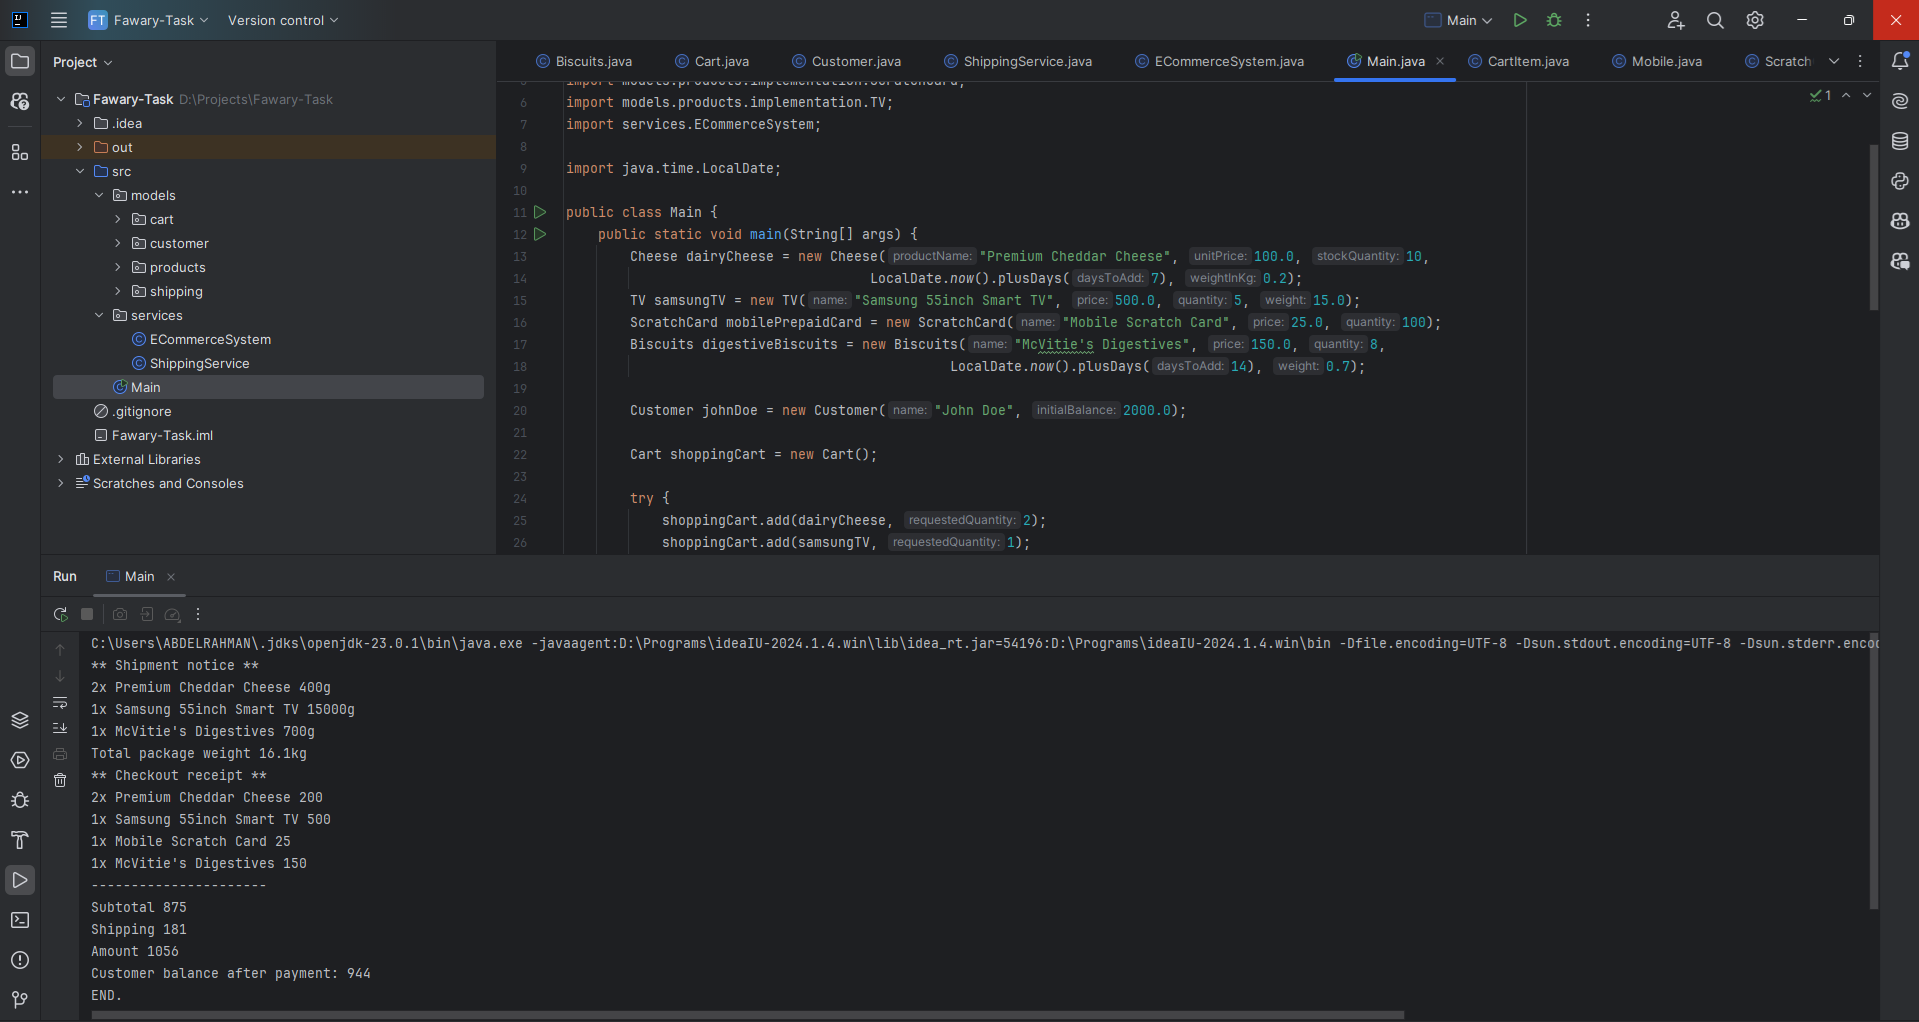 FT Fawary-Task Version control Main
Project
Biscuits.java Cart.java Customer.java ShippingService.java ECommerceSystem.java Main.java CartItem.java Mobile.java Scratch
Fawary-Task D:\Projects\Fawary-Task
.idea
out
src
models
cart
customer
products
shipping
services
ECommerceSystem
ShippingService
Main
.gitignore
Fawary-Task.iml
External Libraries
Scratches and Consoles
1
6 import models.products.implementation.TV;
7 import services.ECommerceSystem;
8
9 import java.time.LocalDate;
10
11 public class Main {
12 public static void main(String[] args) {
13 Cheese dairyCheese = new Cheese( productName: "Premium Cheddar Cheese", unitPrice: 100.0, stockQuantity: 10,
14 LocalDate.now().plusDays( daysToAdd: 7), weightInKg: 0.2);
15 TV samsungTV = new TV( name: "Samsung 55inch Smart TV", price: 500.0, quantity: 5, weight: 15.0);
16 ScratchCard mobilePrepaidCard = new ScratchCard( name: "Mobile Scratch Card", price: 25.0, quantity: 100);
17 Biscuits digestiveBiscuits = new Biscuits( name: "McVitie's Digestives", price: 150.0, quantity: 8,
18 LocalDate.now().plusDays( daysToAdd: 14), weight: 0.7);
19
20 Customer johnDoe = new Customer( name: "John Doe", initialBalance: 2000.0);
21
22 Cart shoppingCart = new Cart();
23
24 try {
25 shoppingCart.add(dairyCheese, requestedQuantity: 2);
26 shoppingCart.add(samsungTV, requestedQuantity: 1);
Run Main
C:\Users\ABDELRAHMAN\.jdks\openjdk-23.0.1\bin\java.exe -javaagent:D:\Programs\ideaIU-2024.1.4.win\lib\idea_rt.jar=54196:D:\Programs\ideaIU-2024.1.4.win\bin -Dfile.encoding=UTF-8 -Dsun.stdout.encoding=UTF-8 -Dsun.stderr.enco
** Shipment notice **
2x Premium Cheddar Cheese 400g
1x Samsung 55inch Smart TV 15000g
1x McVitie's Digestives 700g
Total package weight 16.1kg
** Checkout receipt **
2x Premium Cheddar Cheese 200
1x Samsung 55inch Smart TV 500
1x Mobile Scratch Card 25
1x McVitie's Digestives 150
----------------------
Subtotal 875
Shipping 181
Amount 1056
Customer balance after payment: 944
END.